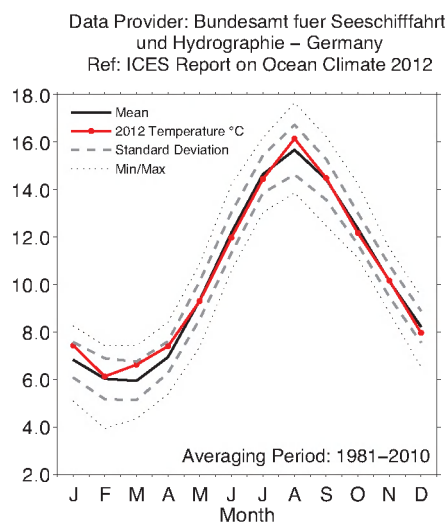 Data Provider: Bundesamt fuer Seeschifffahrt
und Hydrographie – Germany
Ref: ICES Report on Ocean Climate 2012
18.0
16.0
14.0
12.0
10.0
8.0
6.0
4.0
2.0
Mean
2012 Temperature °C
Standard Deviation
Min/Max
Averaging Period: 1981–2010
J F M A M J J A S O N D
Month